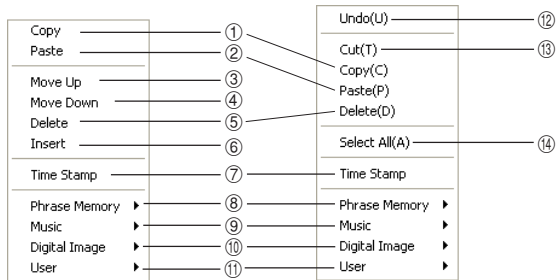 Copy ①
Paste ②
Move Up ③
Move Down ④
Delete ⑤
Insert ⑥
Time Stamp ⑦
Phrase Memory ⑧
Music ⑨
Digital Image ⑩
User ⑪
Undo(U) ⑫
Cut(T) ⑬
Copy(C)
Paste(P)
Delete(D)
Select All(A) ⑭
Time Stamp
Phrase Memory
Music
Digital Image
User